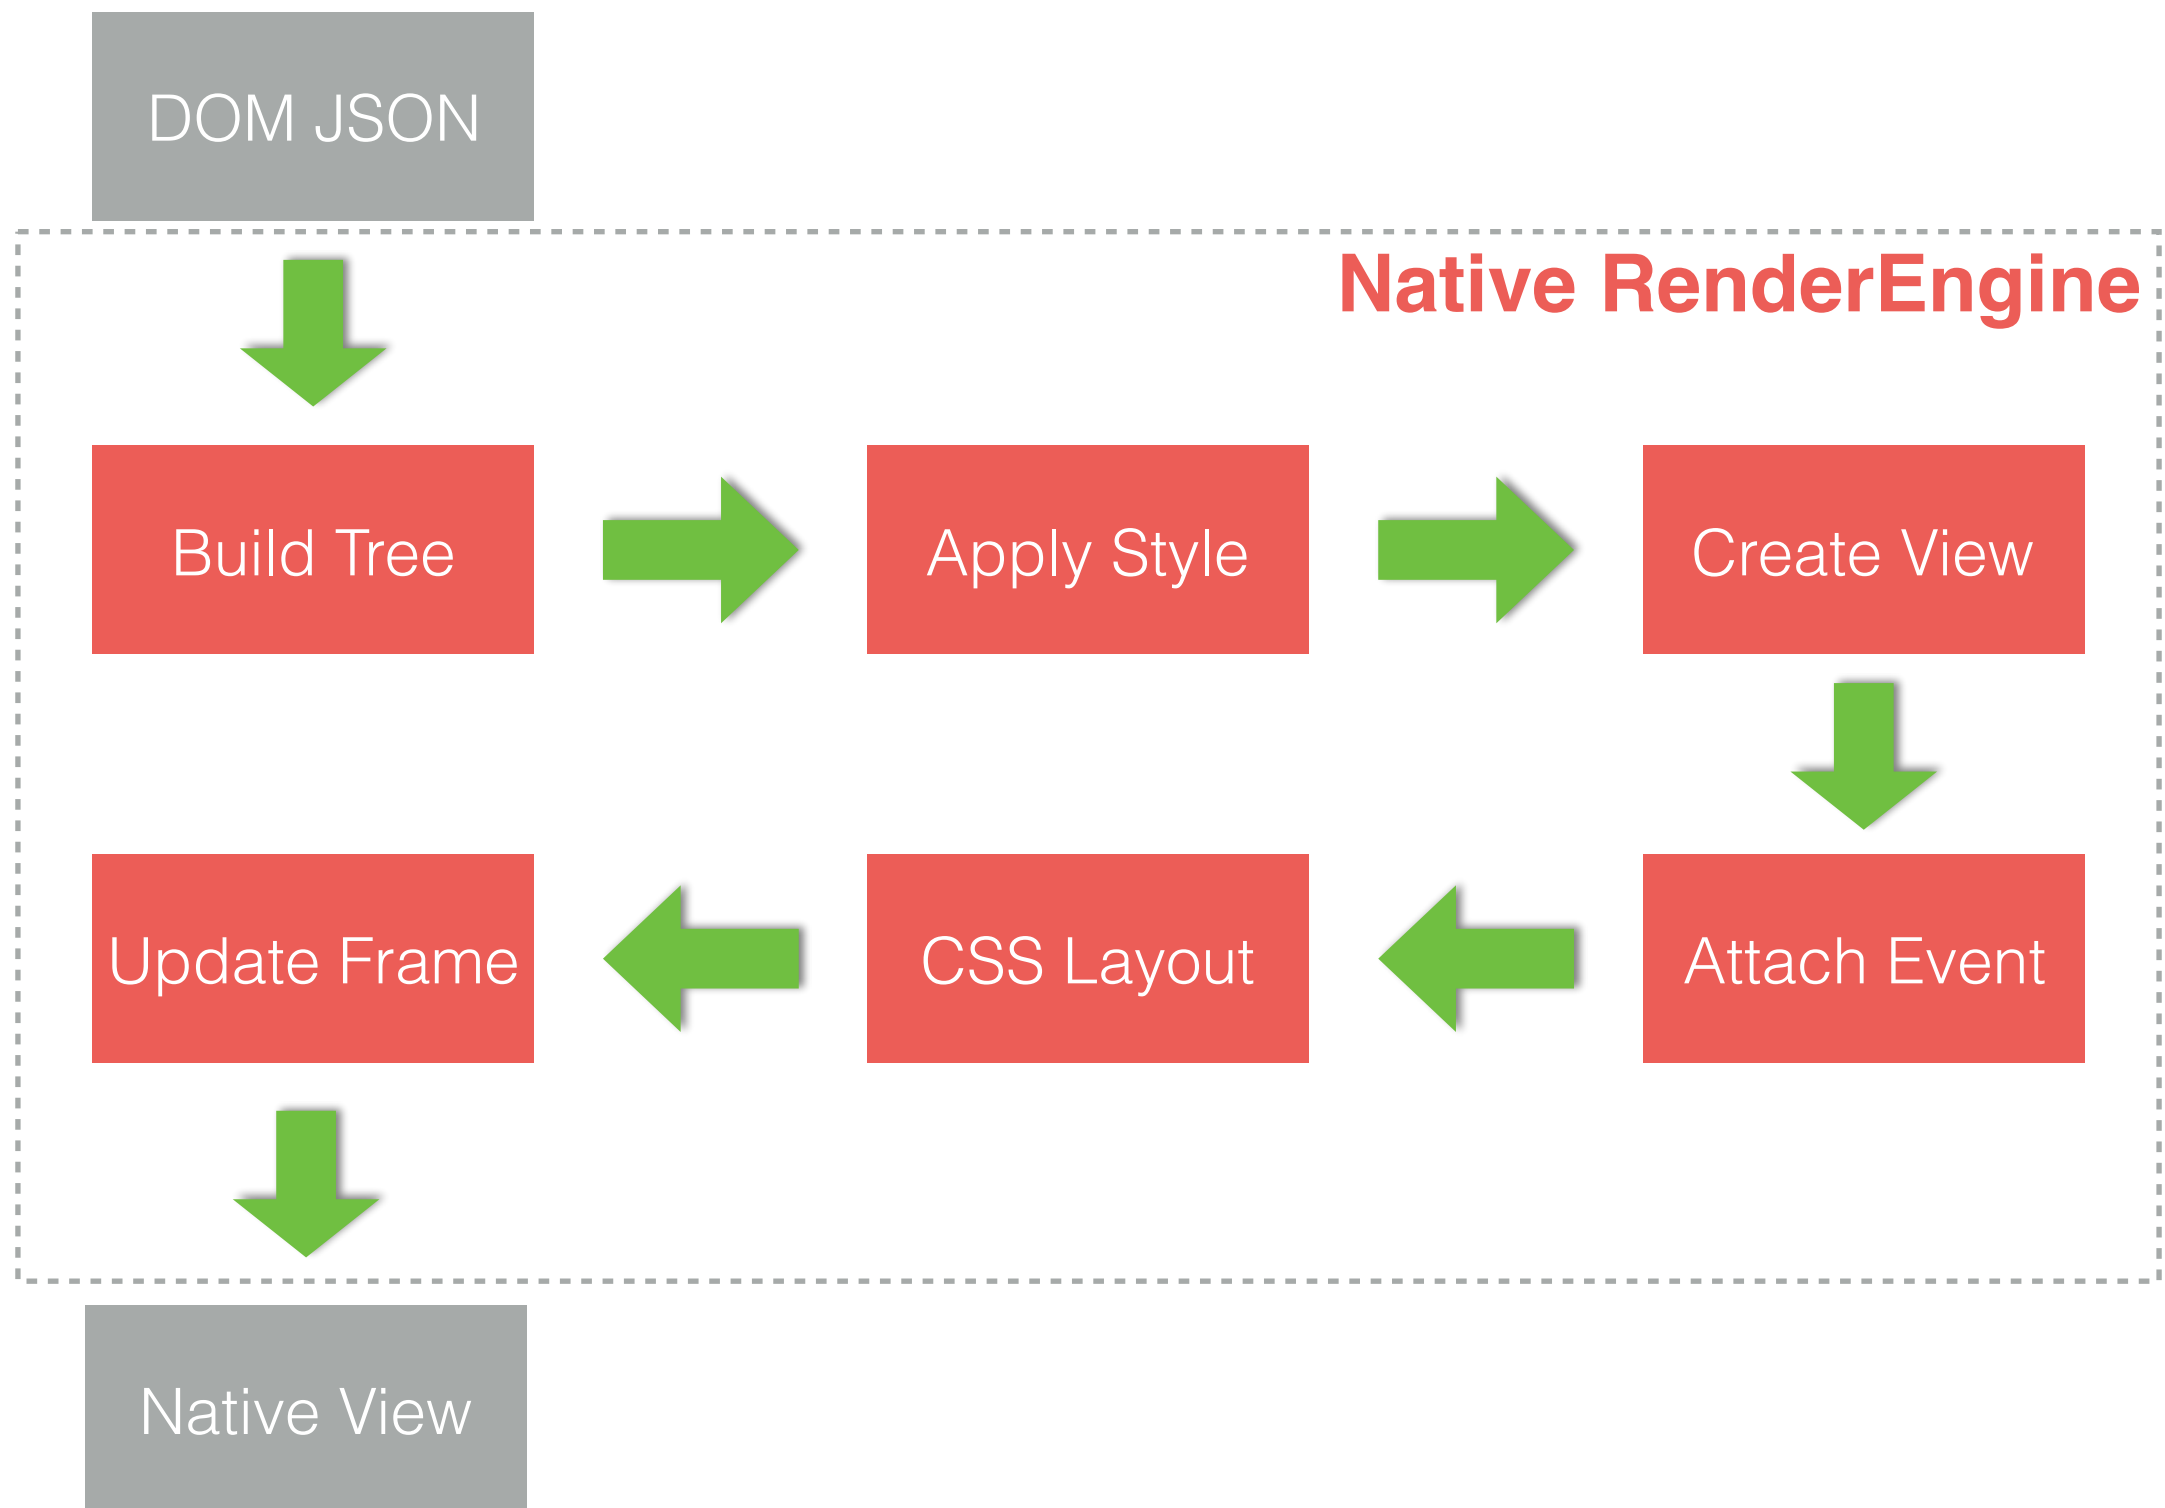 DOM JSON
Native RenderEngine
Build Tree
Apply Style
Create View
Update Frame
CSS Layout
Attach Event
Native View